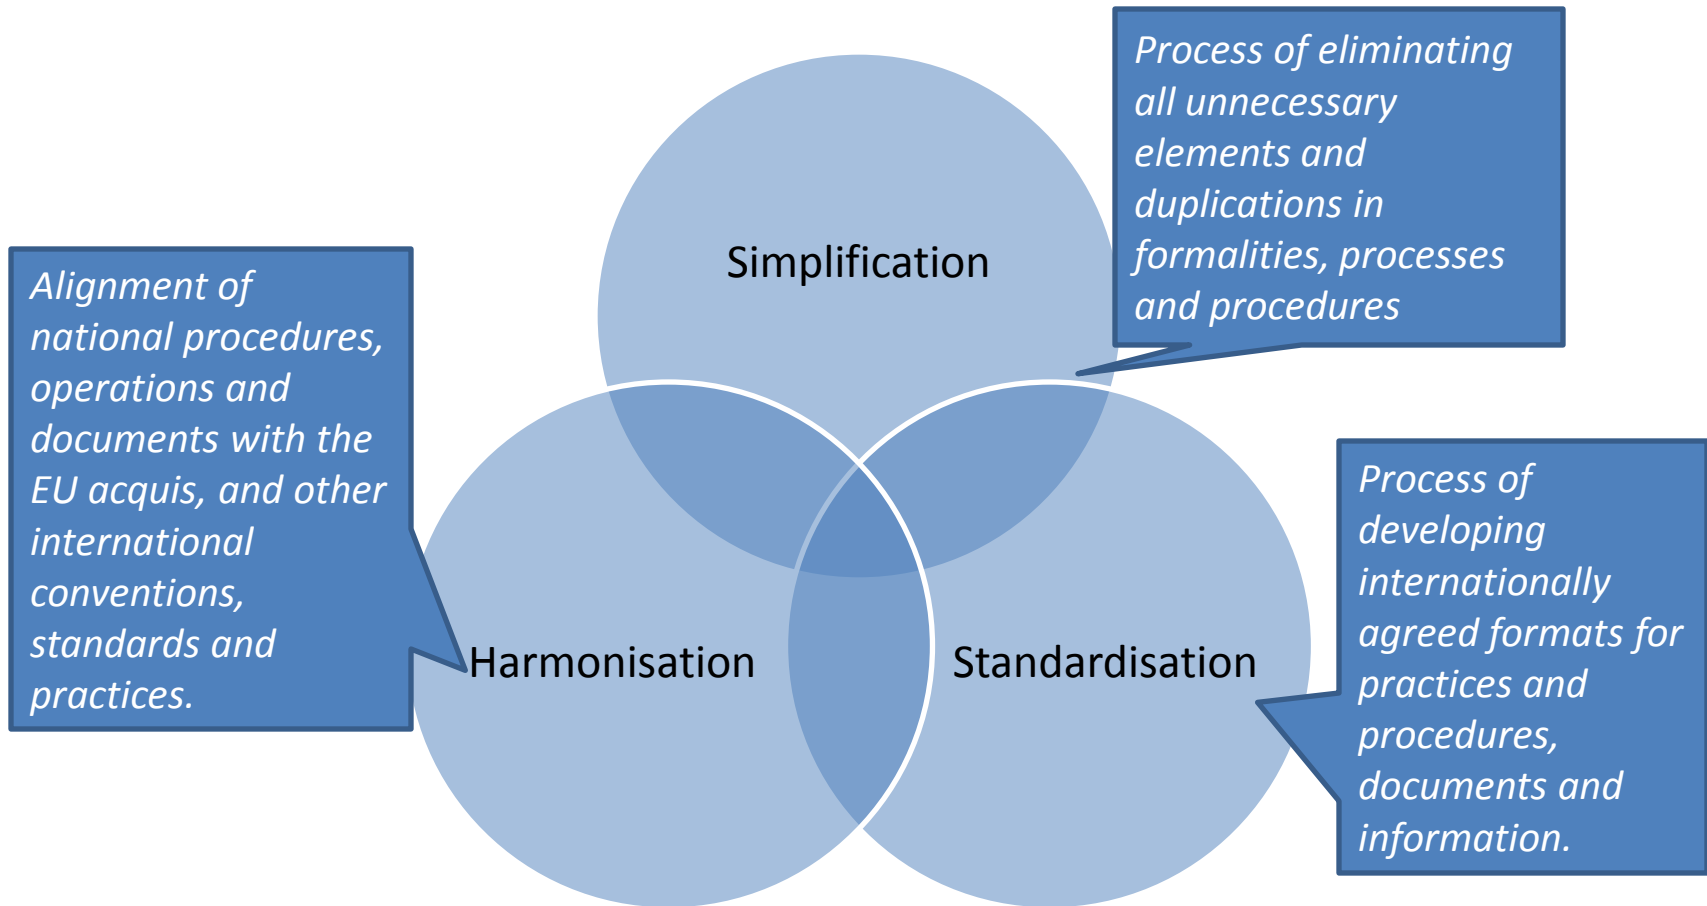 Process of eliminating
all unnecessary
elements and
duplications in
formalities, processes
and procedures
Simplification
Alignment of
national procedures,
operations and
documents with the
EU acquis, and other
international
conventions,
standards and
practices.
Harmonisation
Standardisation
Process of
developing
internationally
agreed formats for
practices and
procedures,
documents and
information.